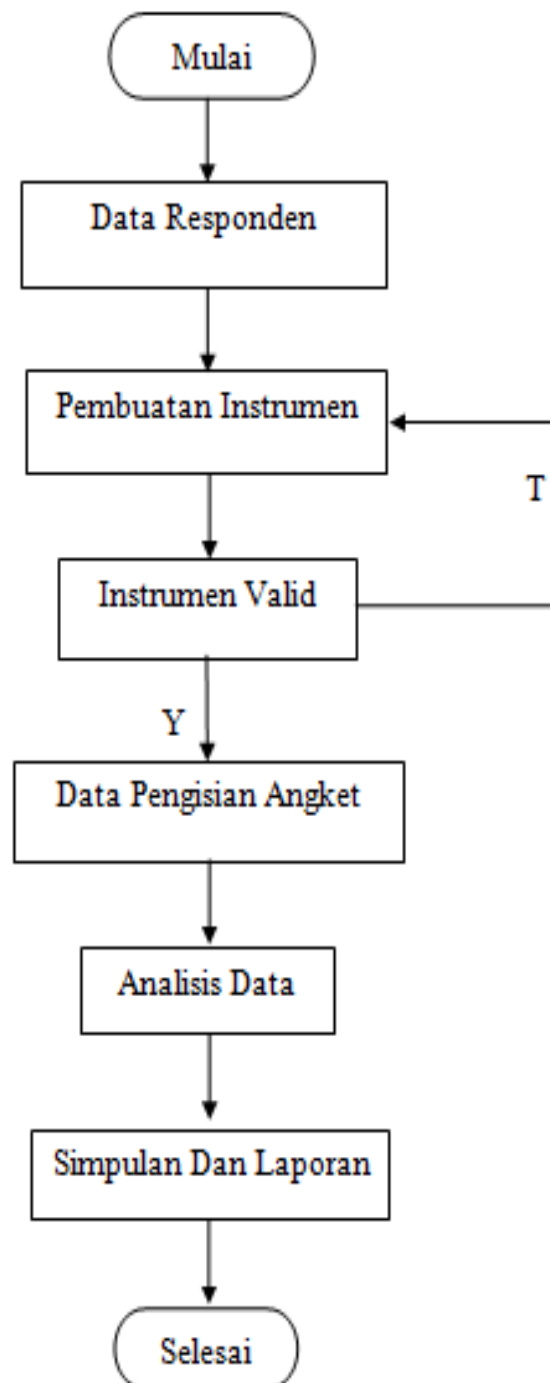 Mulai
Data Responden
Pembuatan Instrumen
T
Instrumen Valid
Y
Data Pengisian Angket
Analisis Data
Simpulan Dan Laporan
Selesai